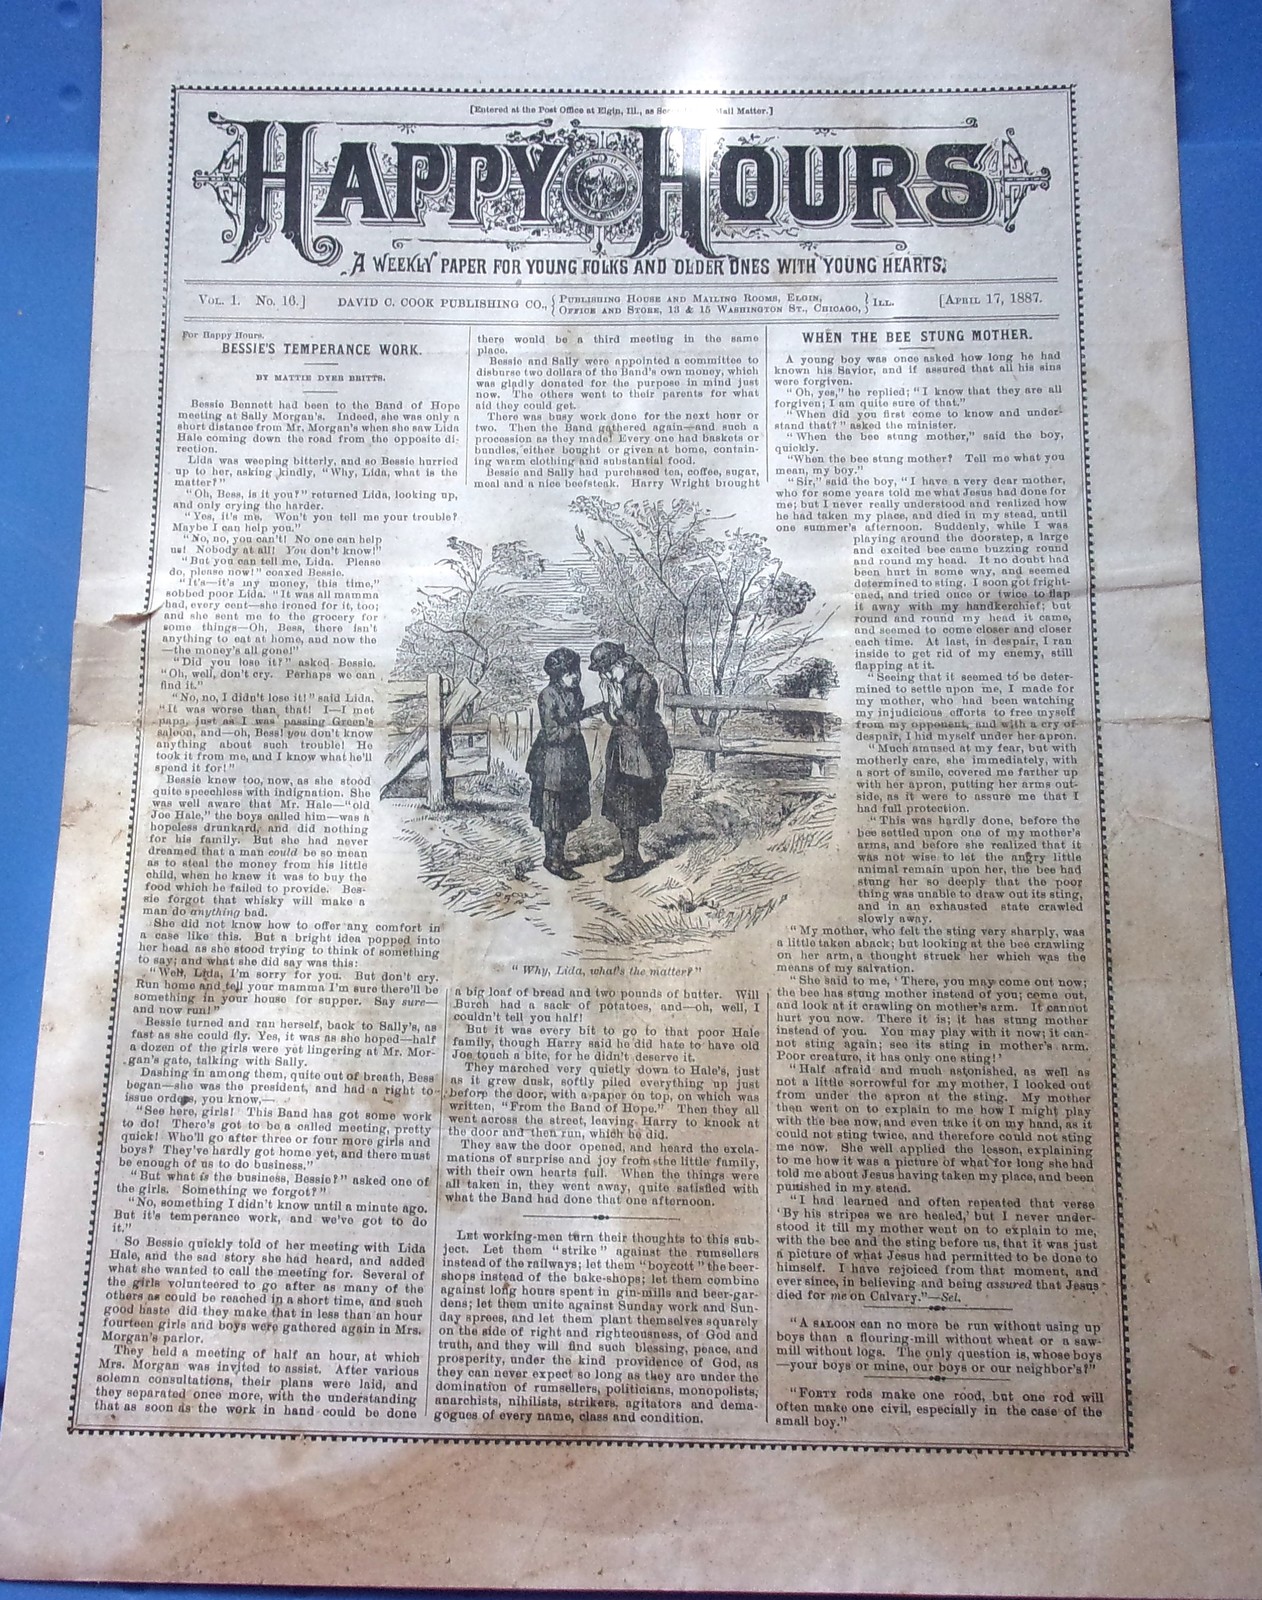 [Entered at the Post Office at Elgin, Ill., as Mail Matter.]
HAPPY HOURS
A WEEKLY PAPER FOR YOUNG FOLKS AND OLDER ONES WITH YOUNG HEARTS.
VOL. 1. NO. 16.] DAVID C. COOK PUBLISHING CO., { PUBLISHING HOUSE AND MAILING ROOMS, ELGIN, OFFICE AND STORE, 13 & 15 WASHINGTON ST., CHICAGO, } ILL. [APRIL 17, 1887.
For Happy Hours.
BESSIE'S TEMPERANCE WORK.
BY MATTIE DYER BRITTS.
Bessie Bennett had been to the Band of Hope
meeting at Sally Morgan's. Indeed, she was only a
short distance from Mr. Morgan's when she saw Lida
Hale coming down the road from the opposite di-
rection.
Lida was weeping bitterly, and so Bessie hurried
up to her, asking kindly, "Why, Lida, what is the
matter?"
"Oh, Bess, is it you?" returned Lida, looking up,
and only crying the harder.
"Yes, it's me. Won't you tell me your trouble?
Maybe I can help you."
"No, no, you can't! No one can help
us! Nobody at all! You don't know!"
"But you can tell me, Lida. Please
do, please now!" coaxed Bessie.
"It's—it's my money, this time,"
sobbed poor Lida. "It was all mamma
had, every cent—she ironed for it, too;
and she sent me to the grocery for
some things—Oh, Bess, there isn't
anything to eat at home, and now the
—the money's all gone!"
"Did you lose it?" asked Bessie.
"Oh, well, don't cry. Perhaps we can
find it."
"No, no, I didn't lose it!" said Lida.
"It was worse than that! I—I met
papa, just as I was passing Green's
saloon, and—oh, Bess! you don't know
anything about such trouble! He
took it from me, and I know what he'll
spend it for!"
Bessie knew too, now, as she stood
quite speechless with indignation. She
was well aware that Mr. Hale—"old
Joe Hale," the boys called him—was a
hopeless drunkard, and did nothing
for his family. But she had never
dreamed that a man could be so mean
as to steal the money from his little
child, when he knew it was to buy the
food which he failed to provide. Bes-
sie forgot that whisky will make a
man do anything bad.
She did not know how to offer any comfort in
a case like this. But a bright idea popped into
her head as she stood trying to think of something
to say; and what she did say was this:
"Well, Lida, I'm sorry for you. But don't cry.
Run home and tell your mamma I'm sure there'll be
something in your house for supper. Say sure—
and now run!"
Bessie turned and ran herself, back to Sally's, as
fast as she could fly. Yes, it was as she hoped—half
a dozen of the girls were yet lingering at Mr. Mor-
gan's gate, talking with Sally.
Dashing in among them, quite out of breath, Bess
began—she was the president, and had a right to
issue orders, you know,—
"See here, girls! This Band has got some work
to do! There's got to be a called meeting, pretty
quick! Who'll go after three or four more girls and
boys? They've hardly got home yet, and there must
be enough of us to do business."
"But what is the business, Bessie?" asked one of
the girls. Something we forgot?"
"No, something I didn't know until a minute ago.
But it's temperance work, and we've got to do
it."
So Bessie quickly told of her meeting with Lida
Hale, and the sad story she had heard, and added
what she wanted to call the meeting for. Several of
the girls volunteered to go after as many of the
others as could be reached in a short time, and such
good haste did they make that in less than an hour
fourteen girls and boys were gathered again in Mrs.
Morgan's parlor.
They held a meeting of half an hour, at which
Mrs. Morgan was invited to assist. After various
solemn consultations, their plans were laid, and
they separated once more, with the understanding
that as soon as the work in hand could be done
there would be a third meeting in the same
place.
Bessie and Sally were appointed a committee to
disburse two dollars of the Band's own money, which
was gladly donated for the purpose in mind just
now. The others went to their parents for what
aid they could get.
There was busy work done for the next hour or
two. Then the Band gathered again—and such a
procession as they made! Every one had baskets or
bundles, either bought or given at home, contain-
ing warm clothing and substantial food.
Bessie and Sally had purchased tea, coffee, sugar,
meal and a nice beefsteak. Harry Wright brought
"Why, Lida, what's the matter?"
a big loaf of bread and two pounds of butter. Will
Burch had a sack of potatoes, and—oh, well, I
couldn't tell you half!
But it was every bit to go to that poor Hale
family, though Harry said he did hate to have old
Joe touch a bite, for he didn't deserve it.
They marched very quietly down to Hale's, just
as it grew dusk, softly piled everything up just
before the door, with a paper on top, on which was
written, "From the Band of Hope." Then they all
went across the street, leaving Harry to knock at
the door and then run, which he did.
They saw the door opened, and heard the excla-
mations of surprise and joy from the little family,
with their own hearts full. When the things were
all taken in, they went away, quite satisfied with
what the Band had done that one afternoon.
LET working-men turn their thoughts to this sub-
ject. Let them "strike" against the rumsellers
instead of the railways; let them "boycott" the beer-
shops instead of the bake-shops; let them combine
against long hours spent in gin-mills and beer-gar-
dens; let them unite against Sunday work and Sun-
day sprees, and let them plant themselves squarely
on the side of right and righteousness, of God and
truth, and they will find such blessing, peace, and
prosperity, under the kind providence of God, as
they can never expect so long as they are under the
domination of rumsellers, politicians, monopolists,
anarchists, nihilists, strikers, agitators and dema-
gogues of every name, class and condition.
WHEN THE BEE STUNG MOTHER.
A young boy was once asked how long he had
known his Savior, and if assured that all his sins
were forgiven.
"Oh, yes," he replied; "I know that they are all
forgiven; I am quite sure of that."
"When did you first come to know and under-
stand that?" asked the minister.
"When the bee stung mother," said the boy,
quickly.
"When the bee stung mother? Tell me what you
mean, my boy."
"Sir," said the boy, "I have a very dear mother,
who for some years told me what Jesus had done for
me; but I never really understood and realized how
he had taken my place, and died in my stead, until
one summer's afternoon. Suddenly, while I was
playing around the doorstep, a large
and excited bee came buzzing round
and round my head. It no doubt had
been hurt in some way, and seemed
determined to sting. I soon got fright-
ened, and tried once or twice to flap
it away with my handkerchief; but
round and round my head it came,
and seemed to come closer and closer
each time. At last, in despair, I ran
inside to get rid of my enemy, still
flapping at it.
"Seeing that it seemed to be deter-
mined to settle upon me, I made for
my mother, who had been watching
my injudicious efforts to free myself
from my opponent, and with a cry of
despair, I hid myself under her apron.
"Much amused at my fear, but with
motherly care, she immediately, with
a sort of smile, covered me farther up
with her apron, putting her arms out-
side, as it were to assure me that I
had full protection.
"This was hardly done, before the
bee settled upon one of my mother's
arms, and before she realized that it
was not wise to let the angry little
animal remain upon her, the bee had
stung her so deeply that the poor
thing was unable to draw out its sting,
and in an exhausted state crawled
slowly away.
"My mother, who felt the sting very sharply, was
a little taken aback; but looking at the bee crawling
on her arm, a thought struck her which was the
means of my salvation.
"She said to me, 'There, you may come out now;
the bee has stung mother instead of you; come out,
and look at it crawling on mother's arm. It cannot
hurt you now. There it is; it has stung mother
instead of you. You may play with it now; it can-
not sting again; see its sting in mother's arm.
Poor creature, it has only one sting!'
"Half afraid and much astonished, as well as
not a little sorrowful for my mother, I looked out
from under the apron at the sting. My mother
then went on to explain to me how I might play
with the bee now, and even take it on my hand, as it
could not sting twice, and therefore could not sting
me now. She well applied the lesson, explaining
to me how it was a picture of what for long she had
told me about Jesus having taken my place, and been
punished in my stead.
"I had learned and often repeated that verse
'By his stripes we are healed,' but I never under-
stood it till my mother went on to explain to me,
with the bee and the sting before us, that it was just
a picture of what Jesus had permitted to be done to
himself. I have rejoiced from that moment, and
ever since, in believing and being assured that Jesus
died for me on Calvary."—Sel.
"A SALOON can no more be run without using up
boys than a flouring-mill without wheat or a saw-
mill without logs. The only question is, whose boys
—your boys or mine, our boys or our neighbor's?"
"FORTY rods make one rood, but one rod will
often make one civil, especially in the case of the
small boy."